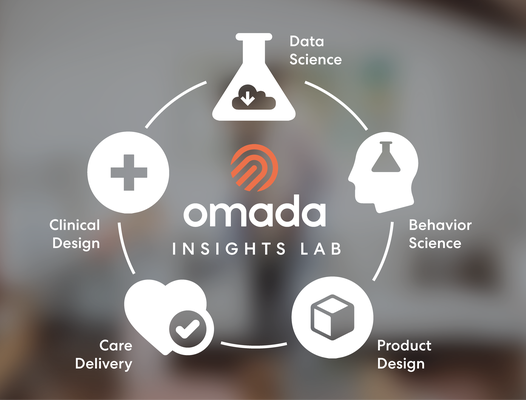 Data
Science
omada
INSIGHTS LAB
Clinical
Design
Behavior
Science
Care
Delivery
Product
Design